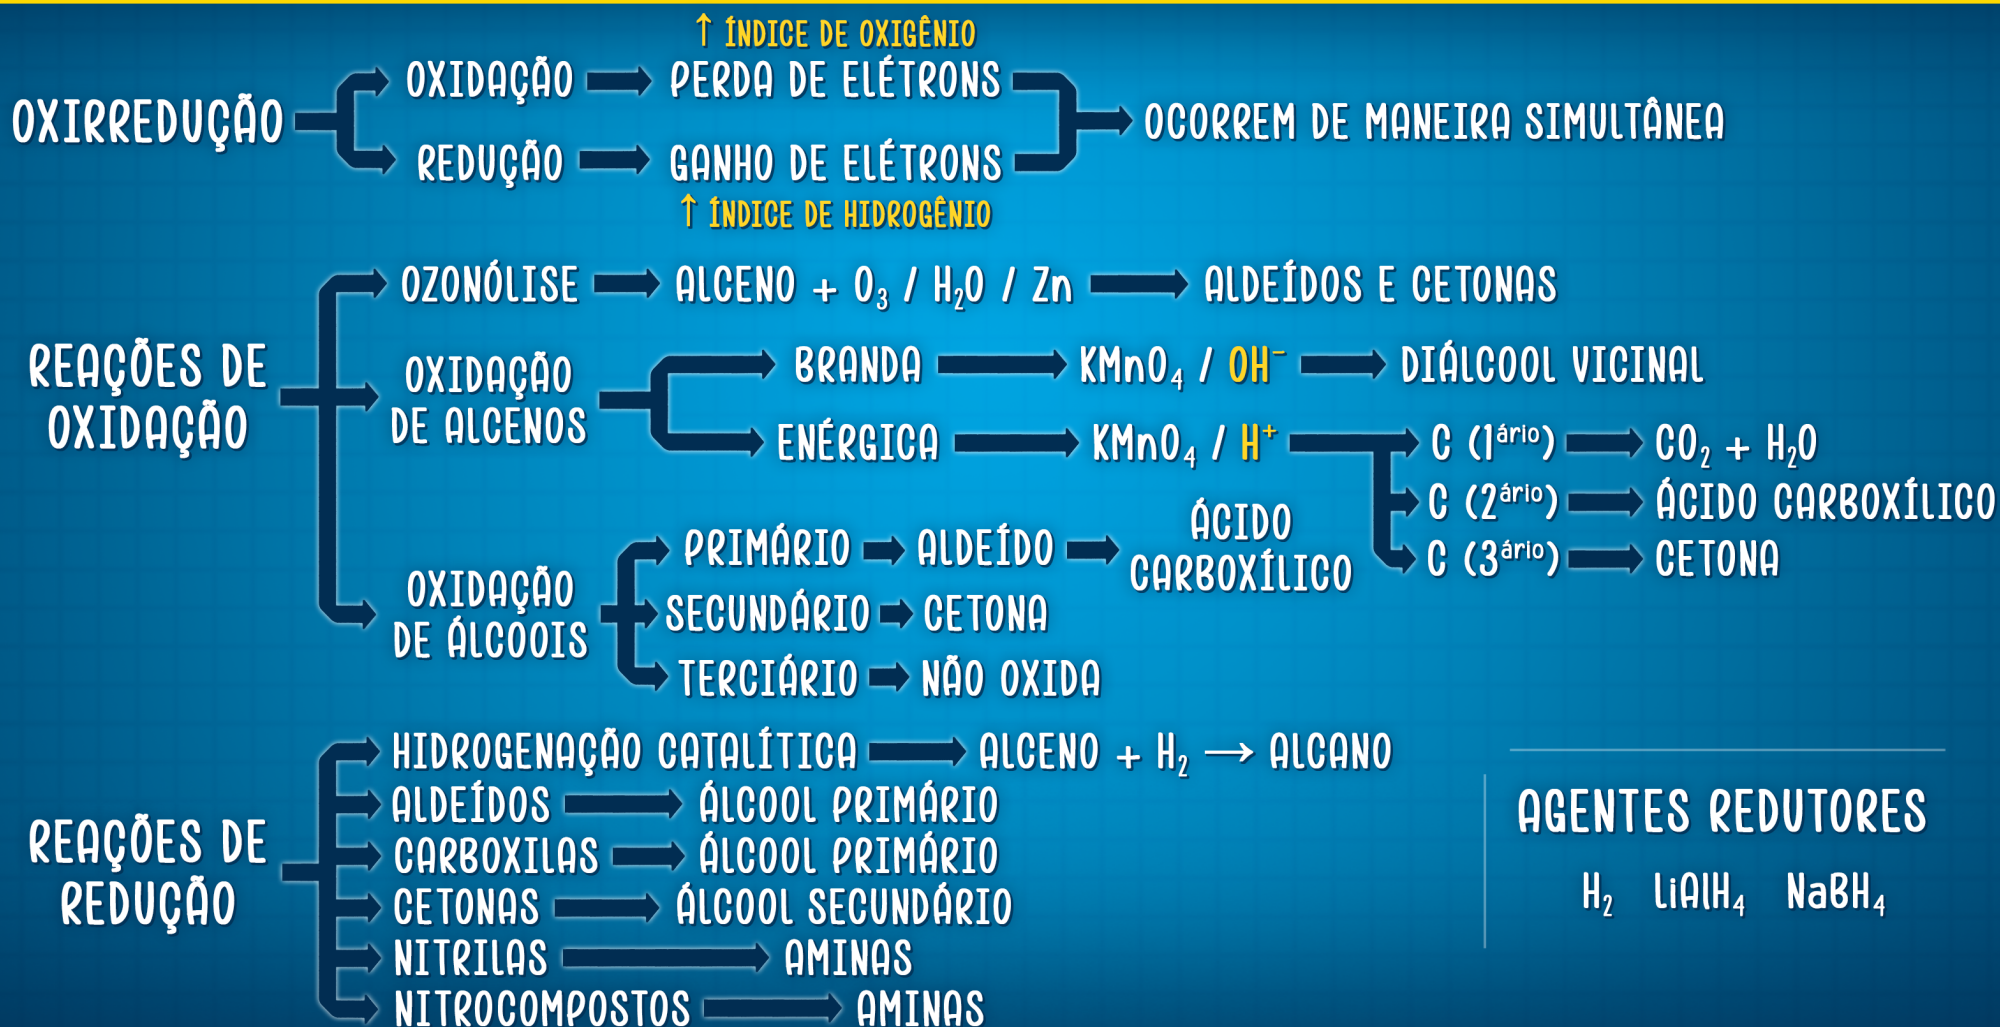 ↑ ÍNDICE DE OXIGÊNIO
OXIRREDUÇÃO → OXIDAÇÃO → PERDA DE ELÉTRONS
REDUÇÃO → GANHO DE ELÉTRONS
→ OCORREM DE MANEIRA SIMULTÂNEA
↑ ÍNDICE DE HIDROGÊNIO
REAÇÕES DE
OXIDAÇÃO
OZONÓLISE → ALCENO + O₃ / H₂O / Zn → ALDEÍDOS E CETONAS
OXIDAÇÃO
DE ALCENOS
BRANDA → KMnO₄ / OH⁻ → DIÁLCOOL VICINAL
ENÉRGICA → KMnO₄ / H⁺
C (1ário) → CO₂ + H₂O
C (2ário) → ÁCIDO CARBOXÍLICO
C (3ário) → CETONA
OXIDAÇÃO
DE ÁLCOOIS
PRIMÁRIO → ALDEÍDO → ÁCIDO
CARBOXÍLICO
SECUNDÁRIO → CETONA
TERCIÁRIO → NÃO OXIDA
REAÇÕES DE
REDUÇÃO
HIDROGENAÇÃO CATALÍTICA → ALCENO + H₂ → ALCANO
ALDEÍDOS → ÁLCOOL PRIMÁRIO
CARBOXILAS → ÁLCOOL PRIMÁRIO
CETONAS → ÁLCOOL SECUNDÁRIO
NITRILAS → AMINAS
NITROCOMPOSTOS → AMINAS
AGENTES REDUTORES
H₂ LiAlH₄ NaBH₄